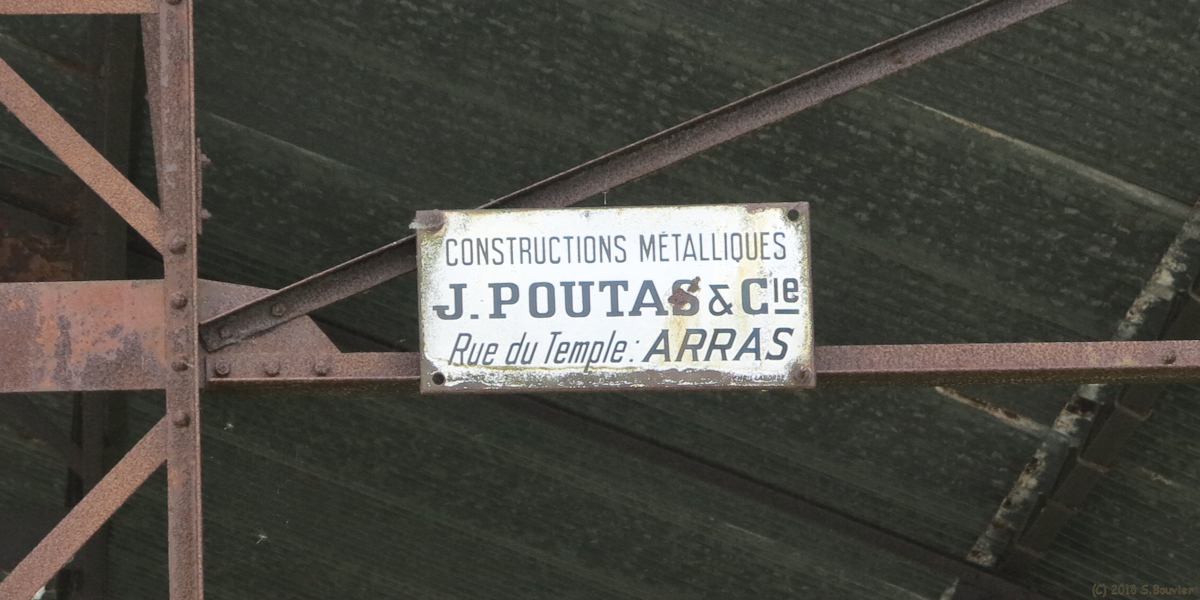 CONSTRUCTIONS MÉTALLIQUES
J. POUTAS & Cie
Rue du Temple: ARRAS
(C) 2018 S.Bouvier